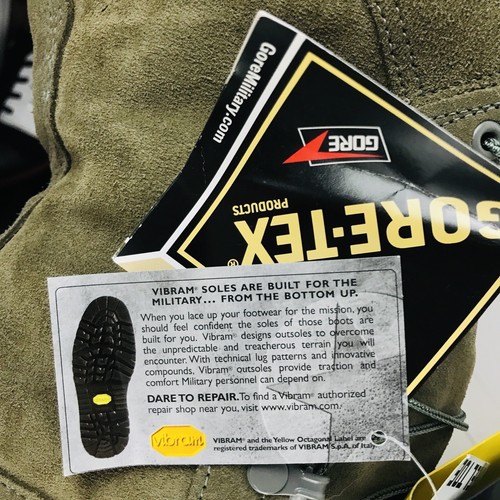 GoreMilitary.com
GORE
GORE-TEX®
PRODUCTS
VIBRAM® SOLES ARE BUILT FOR THE
MILITARY... FROM THE BOTTOM UP.
When you lace up your footwear for the mission, you
should feel confident the soles of those boots are
built for you. Vibram® designs outsoles to overcome
the unpredictable and treacherous terrain you will
encounter. With technical lug patterns and innovative
compounds, Vibram® outsoles provide traction and
comfort Military personnel can depend on.
DARE TO REPAIR. To find a Vibram® authorized
repair shop near you, visit www.vibram.com.
vibram
VIBRAM® and the Yellow Octagonal Label are
registered trademarks of VIBRAM S.p.A. of Italy.